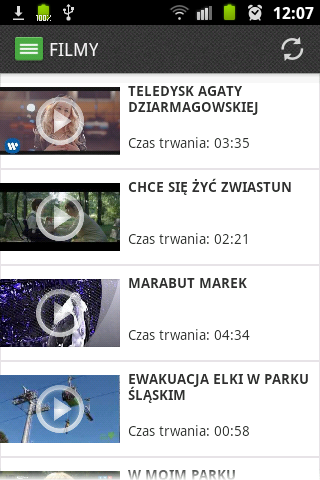 100%
12:07
FILMY
TELEDYSK AGATY
DZIARMAGOWSKIEJ
Czas trwania: 03:35
CHCE SIĘ ŻYĆ ZWIASTUN
Czas trwania: 02:21
MARABUT MAREK
Czas trwania: 04:34
EWAKUACJA ELKI W PARKU
ŚLĄSKIM
Czas trwania: 00:58
W MOIM PARKU